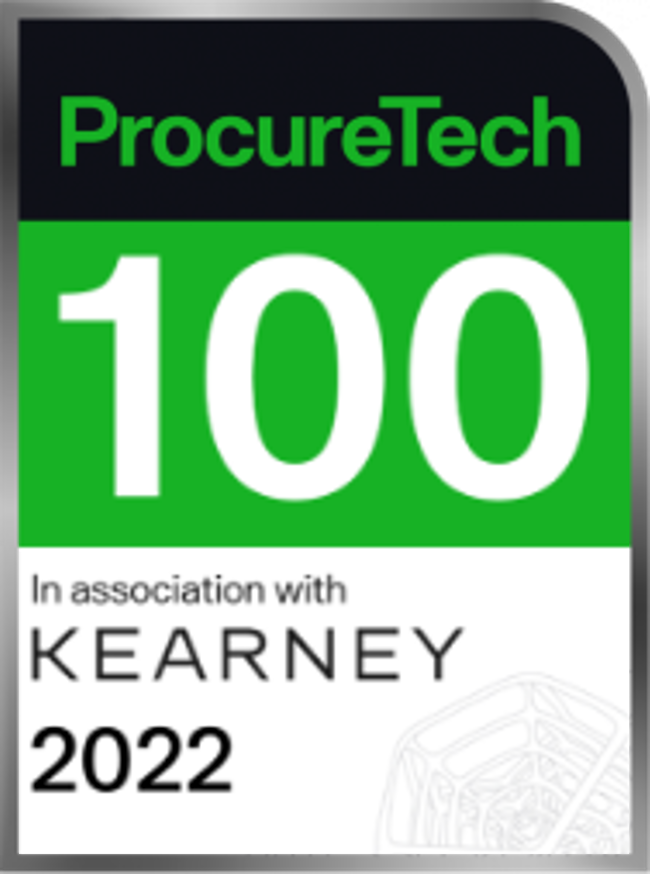 ProcureTech
100
In association with
KEARNEY
2022